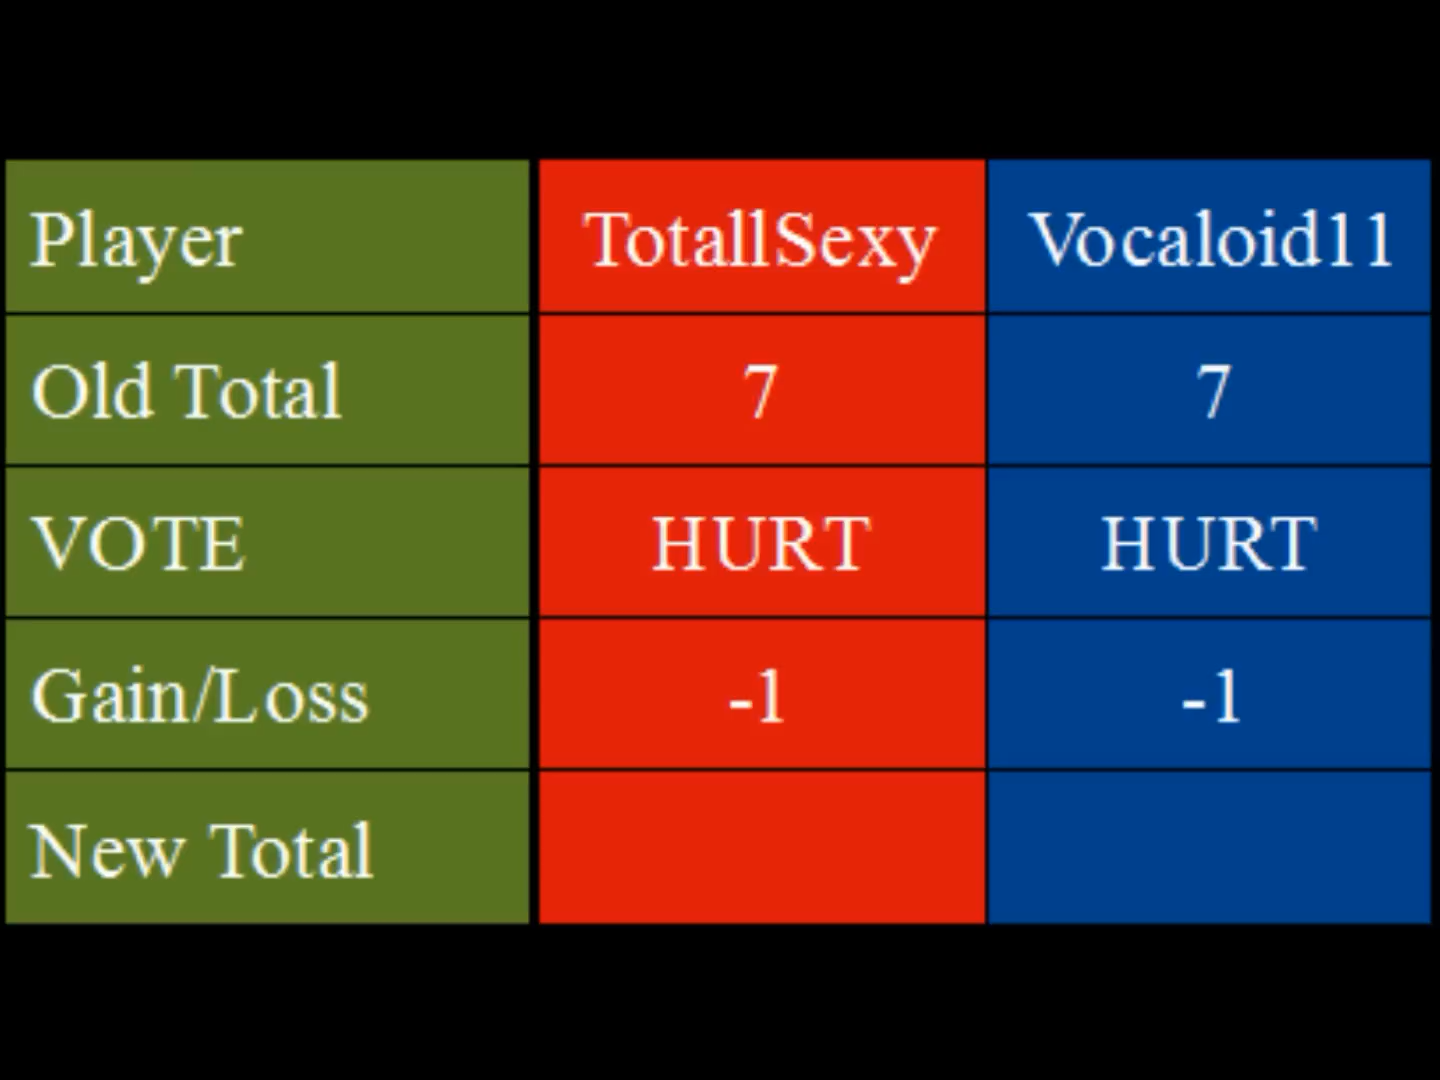 Player TotallSexy Vocaloid11
Old Total 7 7
VOTE HURT HURT
Gain/Loss -1 -1
New Total